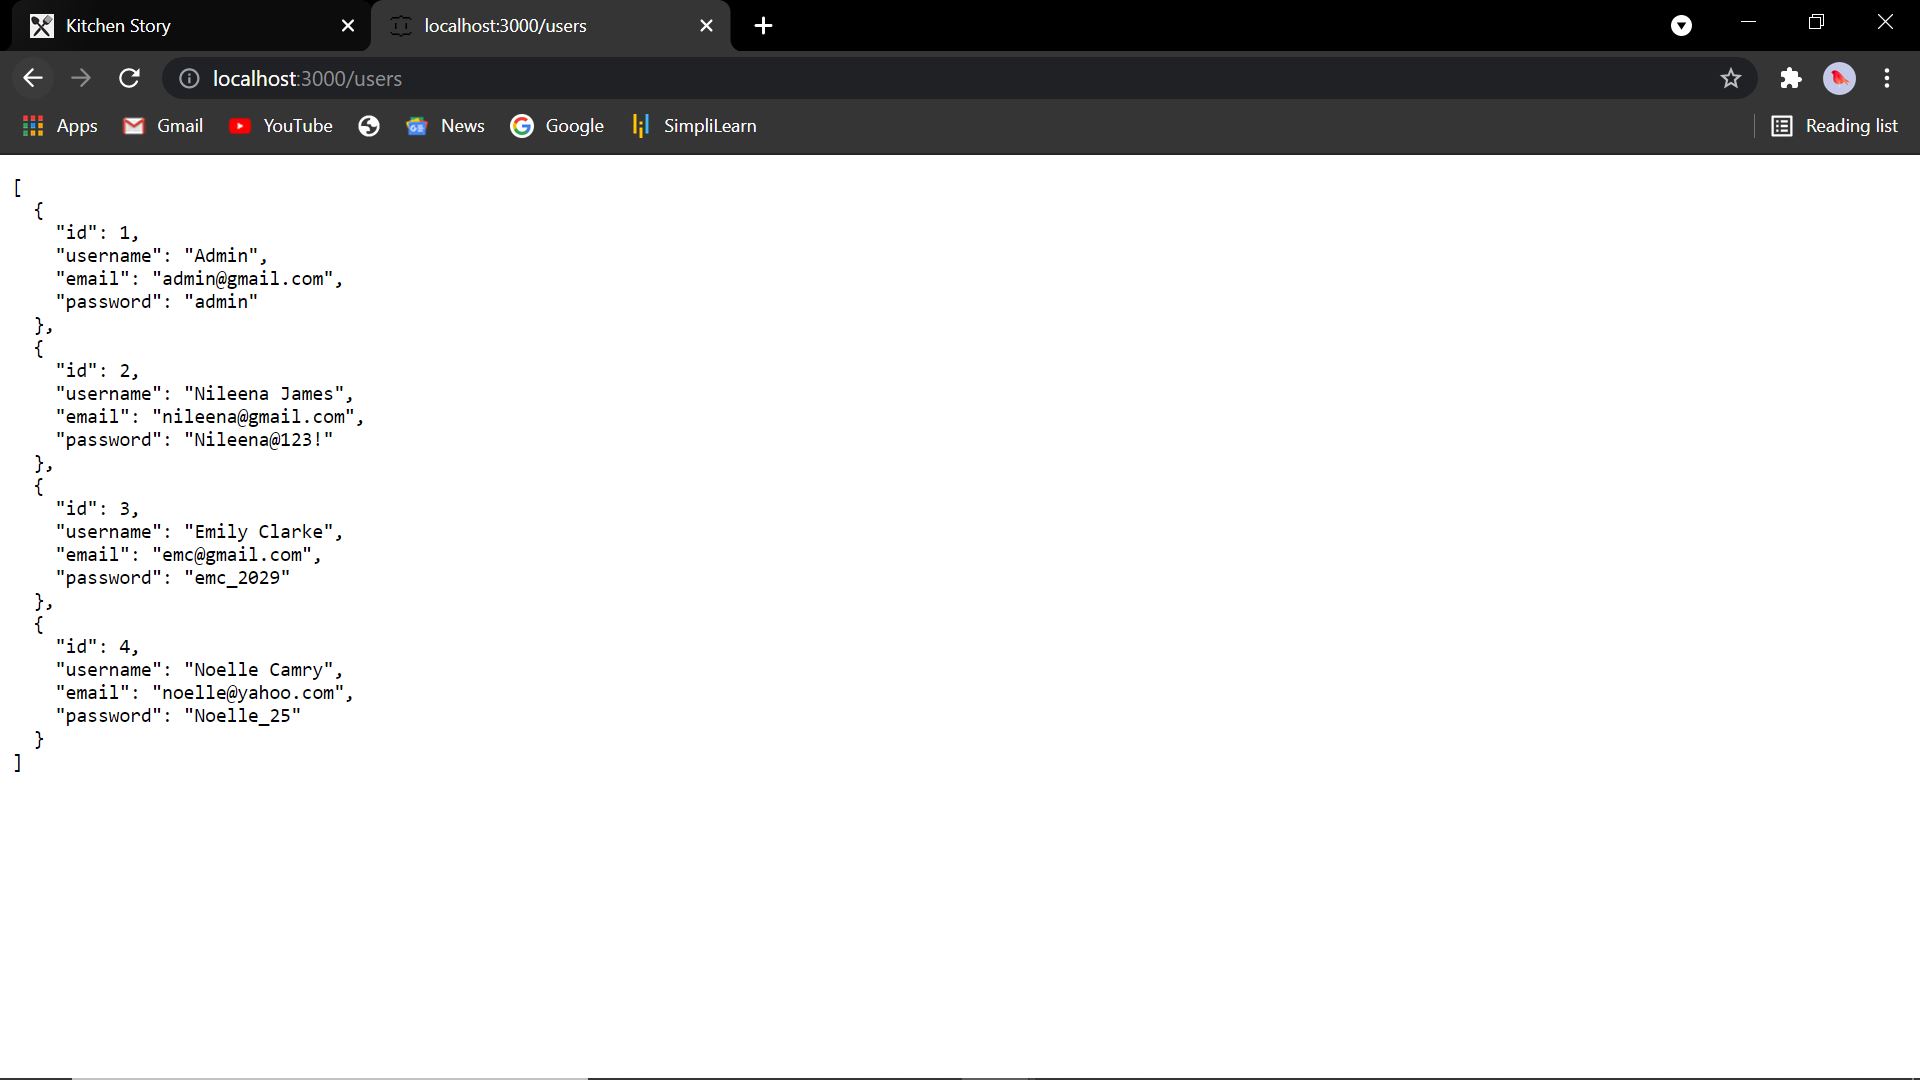 Kitchen Story
localhost:3000/users
localhost:3000/users
Apps Gmail YouTube News Google SimpliLearn Reading list
[
  {
    "id": 1,
    "username": "Admin",
    "email": "admin@gmail.com",
    "password": "admin"
  },
  {
    "id": 2,
    "username": "Nileena James",
    "email": "nileena@gmail.com",
    "password": "Nileena@123!"
  },
  {
    "id": 3,
    "username": "Emily Clarke",
    "email": "emc@gmail.com",
    "password": "emc_2029"
  },
  {
    "id": 4,
    "username": "Noelle Camry",
    "email": "noelle@yahoo.com",
    "password": "Noelle_25"
  }
]